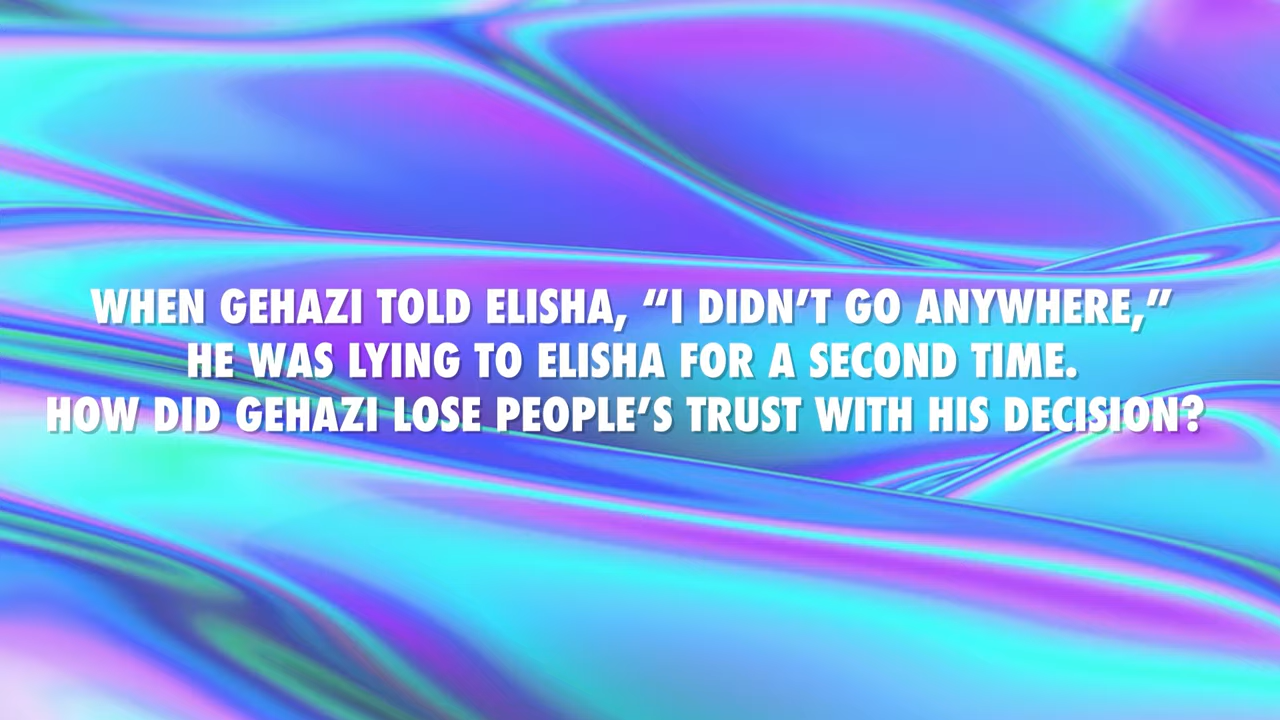 WHEN GEHAZI TOLD ELISHA, “I DIDN’T GO ANYWHERE,”
HE WAS LYING TO ELISHA FOR A SECOND TIME.
HOW DID GEHAZI LOSE PEOPLE’S TRUST WITH HIS DECISION?